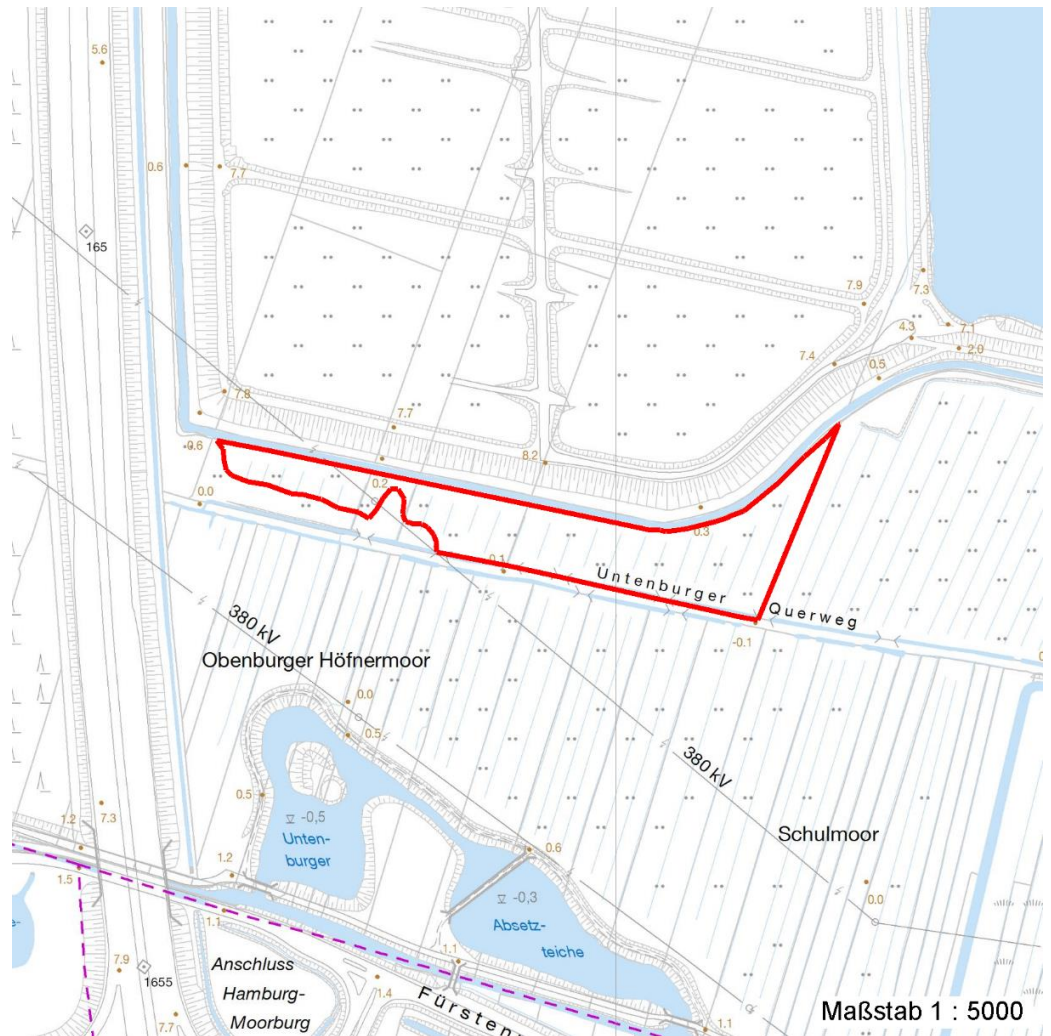 5.6
0.6
7.7
165
7.9
7.3
4.3
7.1
2.0
7.4
0.5
7.8
7.7
-0.6
8.2
0.2
0.0
0.3
0.1
Untenburger
Querweg
-0.1
380 kV
Obenburger Höfnermoor
0.0
0.5
380 kV
0.5
-0,5
Unten-
burger
7.3
1.2
Schulmoor
0.6
1.2
1.5
-0,3
0.0
1.1
Absetz-
teiche
e-
1.1
7.9
1655
Anschluss
Hamburg-
Moorburg
1.4
7.7
Fürsten
1.1
Maßstab 1 : 5000